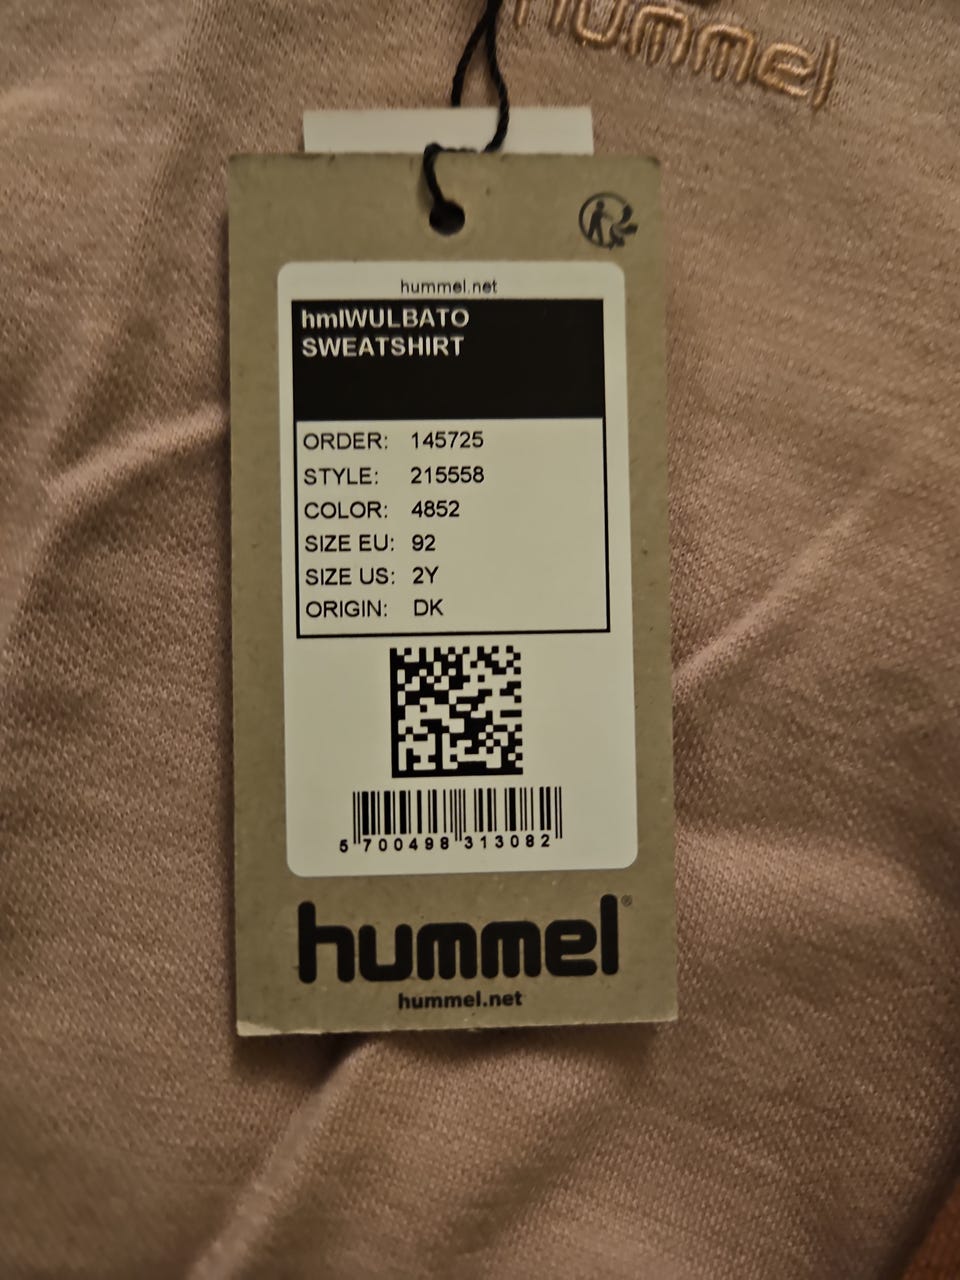 hummel
hummel.net
hmlWULBATO
SWEATSHIRT
ORDER: 145725
STYLE: 215558
COLOR: 4852
SIZE EU: 92
SIZE US: 2Y
ORIGIN: DK
5 700498 313082
hummel®
hummel.net